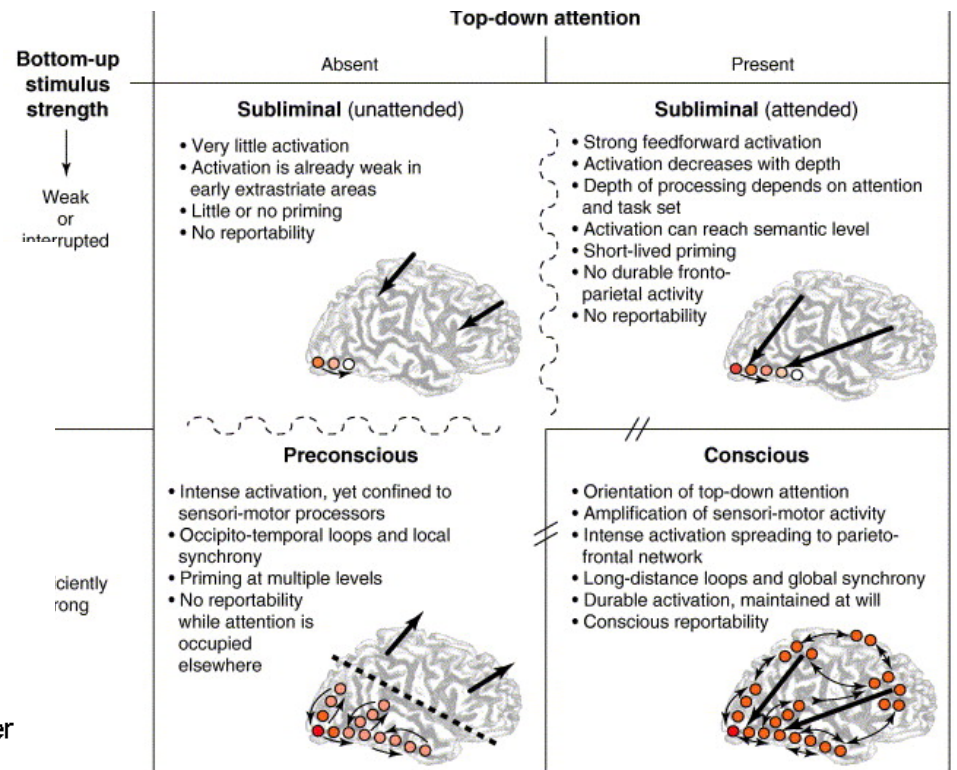 Top-down attention
Bottom-up
stimulus
strength
Absent
Present
Weak
or
interrupted
Subliminal (unattended)
• Very little activation
• Activation is already weak in
early extrastriate areas
• Little or no priming
• No reportability
Subliminal (attended)
• Strong feedforward activation
• Activation decreases with depth
• Depth of processing depends on attention
and task set
• Activation can reach semantic level
• Short-lived priming
• No durable fronto-
parietal activity
• No reportability
iciently
rong
er
Preconscious
• Intense activation, yet confined to
sensori-motor processors
• Occipito-temporal loops and local
synchrony
• Priming at multiple levels
• No reportability
while attention is
occupied
elsewhere
Conscious
• Orientation of top-down attention
• Amplification of sensori-motor activity
• Intense activation spreading to parieto-
frontal network
• Long-distance loops and global synchrony
• Durable activation, maintained at will
• Conscious reportability